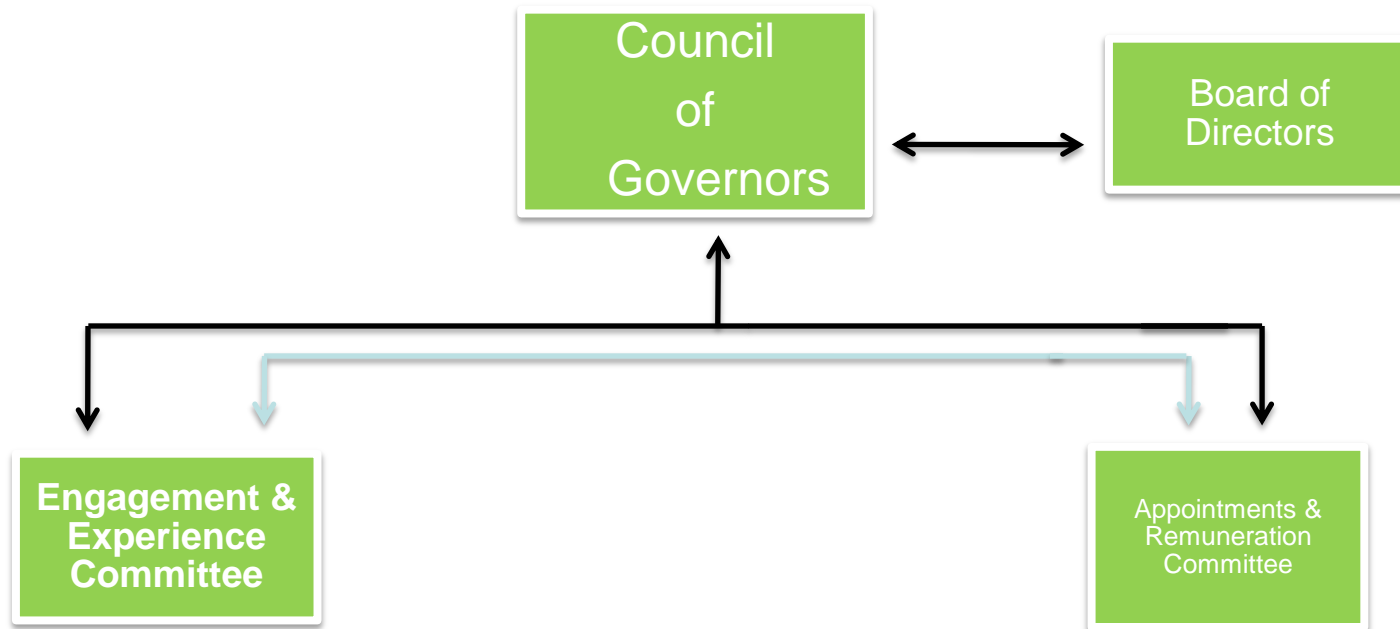 Council
of
Governors
Board of
Directors
Engagement &
Experience
Committee
Appointments &
Remuneration
Committee